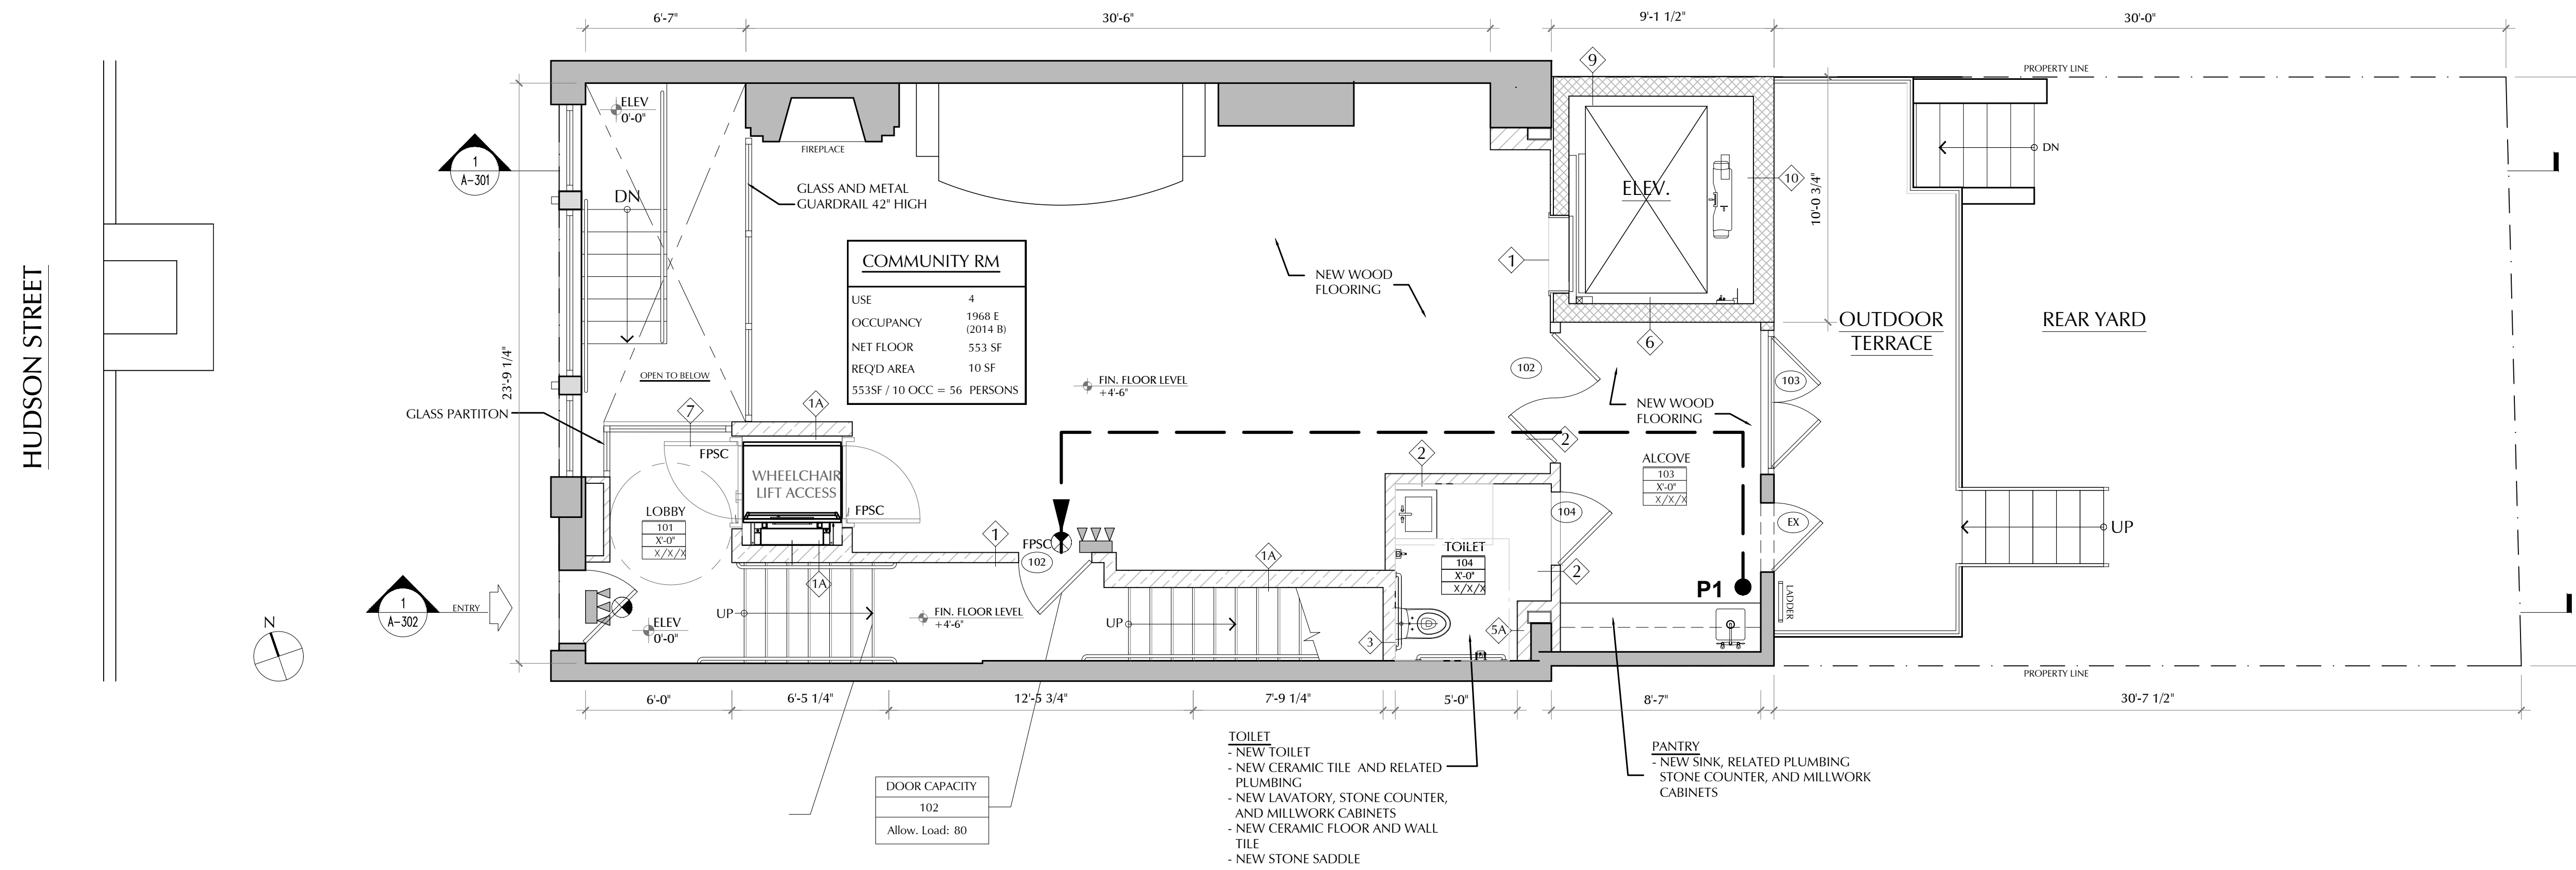 6'-7"
30'-6"
9'-1 1/2"
30'-0"
PROPERTY LINE
9
ELEV
0'-0"
FIREPLACE
1
A-301
DN
GLASS AND METAL
GUARDRAIL 42" HIGH
ELEV.
10
10'-0 3/4"
DN
HUDSON STREET
23'-9 1/4"
COMMUNITY RM
USE 4
OCCUPANCY 1968 E
(2014 B)
NET FLOOR 553 SF
REQ'D AREA 10 SF
553SF / 10 OCC = 56 PERSONS
NEW WOOD
FLOORING
1
6
OUTDOOR
TERRACE
REAR YARD
OPEN TO BELOW
FIN. FLOOR LEVEL
+4'-6"
102
103
GLASS PARTITON
7
1A
NEW WOOD
FLOORING
FPSC
2
2
WHEELCHAIR
LIFT ACCESS
FPSC
ALCOVE
103
X'-0"
X/X/X
LOBBY
101
X'-0"
X/X/X
104
EX
UP
1
FPSC
102
1A
1A
TOILET
104
X'-0"
X/X/X
2
P1
LADDER
1
A-302
ENTRY
UP
FIN. FLOOR LEVEL
+4'-6"
UP
ELEV
0'-0"
N
3
5A
PROPERTY LINE
6'-0"
6'-5 1/4"
12'-5 3/4"
7'-9 1/4"
5'-0"
8'-7"
30'-7 1/2"
DOOR CAPACITY
102
Allow. Load: 80
TOILET
- NEW TOILET
- NEW CERAMIC TILE AND RELATED
PLUMBING
- NEW LAVATORY, STONE COUNTER,
AND MILLWORK CABINETS
- NEW CERAMIC FLOOR AND WALL
TILE
- NEW STONE SADDLE
PANTRY
- NEW SINK, RELATED PLUMBING
STONE COUNTER, AND MILLWORK
CABINETS